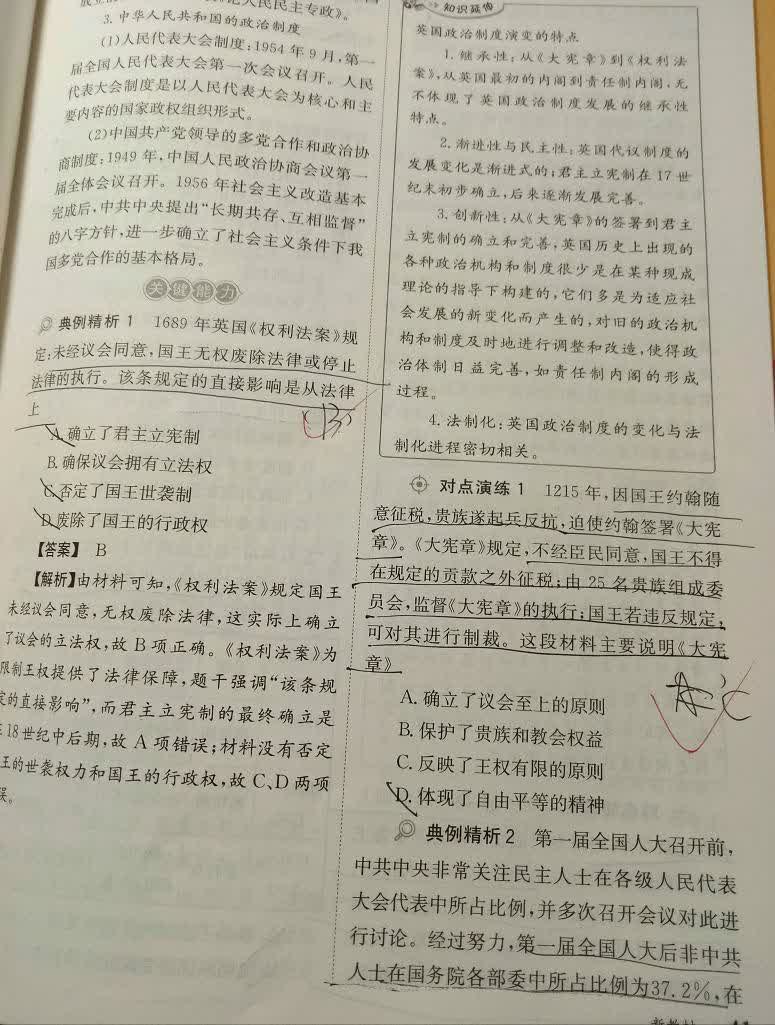 《人民民主专政》。
3.中华人民共和国的政治制度
(1)人民代表大会制度:1954年9月,第一
届全国人民代表大会第一次会议召开。人民
代表大会制度是以人民代表大会为核心和主
要内容的国家政权组织形式。
(2)中国共产党领导的多党合作和政治协
商制度:1949年,中国人民政治协商会议第一
届全体会议召开。1956年社会主义改造基本
完成后,中共中央提出“长期共存、互相监督”
的八字方针,进一步确立了社会主义条件下我
国多党合作的基本格局。
关键能力
典例精析1 1689年英国《权利法案》规
定:未经议会同意,国王无权废除法律或停止
法律的执行。该条规定的直接影响是从法律
上
(B)
A.确立了君主立宪制
B.确保议会拥有立法权
C.否定了国王世袭制
D.废除了国王的行政权
【答案】 B
【解析】由材料可知,《权利法案》规定国王
未经议会同意,无权废除法律,这实际上确立
了议会的立法权,故B项正确。《权利法案》为
限制王权提供了法律保障,题干强调“该条规
定的直接影响”,而君主立宪制的最终确立是
在18世纪中后期,故A项错误;材料没有否定
王的世袭权力和国王的行政权,故C、D两项
误。
知识延伸
英国政治制度演变的特点
1.继承性:从《大宪章》到《权利法
案》,从英国最初的内阁到责任制内阁,无
不体现了英国政治制度发展的继承性
特点。
2.渐进性与民主性:英国代议制度的
发展变化是渐进式的;君主立宪制在17世
纪末初步确立,后来逐渐发展完善。
3.创新性:从《大宪章》的签署到君主
立宪制的确立和完善,英国历史上出现的
各种政治机构和制度很少是在某种现成
理论的指导下构建的,它们多是为适应社
会发展的新变化而产生的,对旧的政治机
构和制度及时地进行调整和改造,使得政
治体制日益完善,如责任制内阁的形成
过程。
4.法制化:英国政治制度的变化与法
制化进程密切相关。
对点演练1 1215年,因国王约翰随
意征税,贵族遂起兵反抗,迫使约翰签署《大宪
章》。《大宪章》规定,不经臣民同意,国王不得
在规定的贡款之外征税;由25名贵族组成委
员会,监督《大宪章》的执行;国王若违反规定,
可对其进行制裁。这段材料主要说明《大宪
章》
C
A.确立了议会至上的原则
B.保护了贵族和教会权益
C.反映了王权有限的原则
D.体现了自由平等的精神
典例精析2 第一届全国人大召开前,
中共中央非常关注民主人士在各级人民代表
大会代表中所占比例,并多次召开会议对此进
行讨论。经过努力,第一届全国人大后非中共
人士在国务院各部委中所占比例为37.2%,在